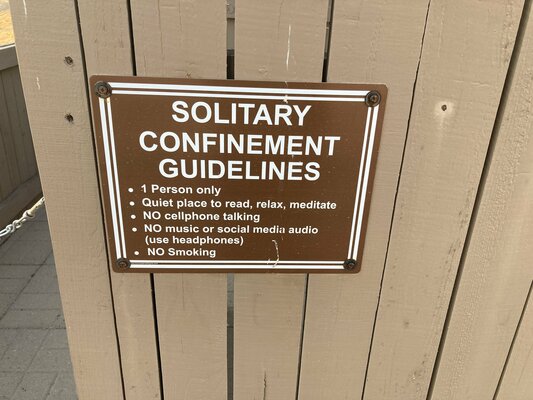 SOLITARY
CONFINEMENT
GUIDELINES
• 1 Person only
• Quiet place to read, relax, meditate
• NO cellphone talking
• NO music or social media audio
(use headphones)
• NO Smoking